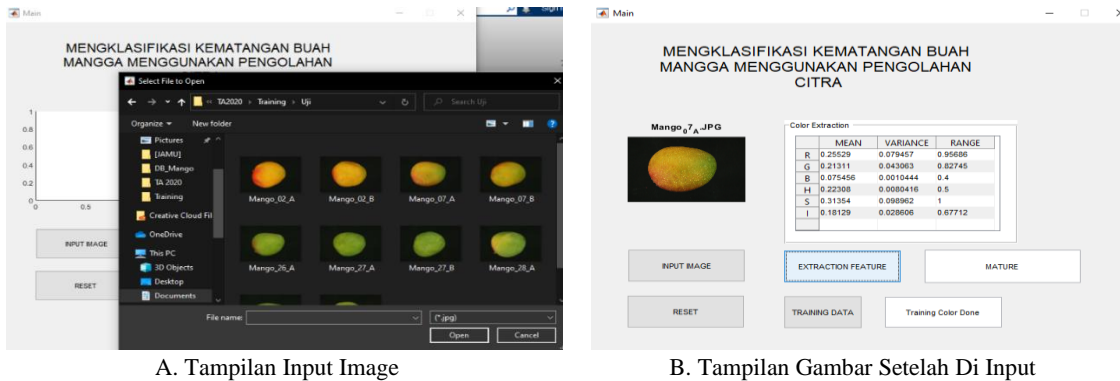 Main
MENGKLASIFIKASI KEMATANGAN BUAH
MANGGA MENGGUNAKAN PENGOLAHAN
1
0.8
0.6
0.4
0.2
0
0
0.5
INPUT IMAGE
RESET
Select File to Open
TA2020 › Training › Uji
Search Uji
Organize
New folder
Pictures
[JAMU]
DB_Mango
TA 2020
Training
Creative Cloud Fil
OneDrive
This PC
3D Objects
Desktop
Documents
Mango_02_A
Mango_02_B
Mango_07_A
Mango_07_B
Mango_26_A
Mango_27_A
Mango_27_B
Mango_28_A
File name:
(*.jpg)
Open
Cancel
A. Tampilan Input Image
Main
MENGKLASIFIKASI KEMATANGAN BUAH
MANGGA MENGGUNAKAN PENGOLAHAN
CITRA
Mango_07_A.JPG
Color Extraction
MEAN VARIANCE RANGE
R 0.25529 0.079457 0.95686
G 0.21311 0.043063 0.82745
B 0.075456 0.0010444 0.4
H 0.22308 0.0080416 0.5
S 0.31354 0.098962 1
I 0.18129 0.028606 0.67712
INPUT IMAGE
EXTRACTION FEATURE
MATURE
RESET
TRAINING DATA
Training Color Done
B. Tampilan Gambar Setelah Di Input